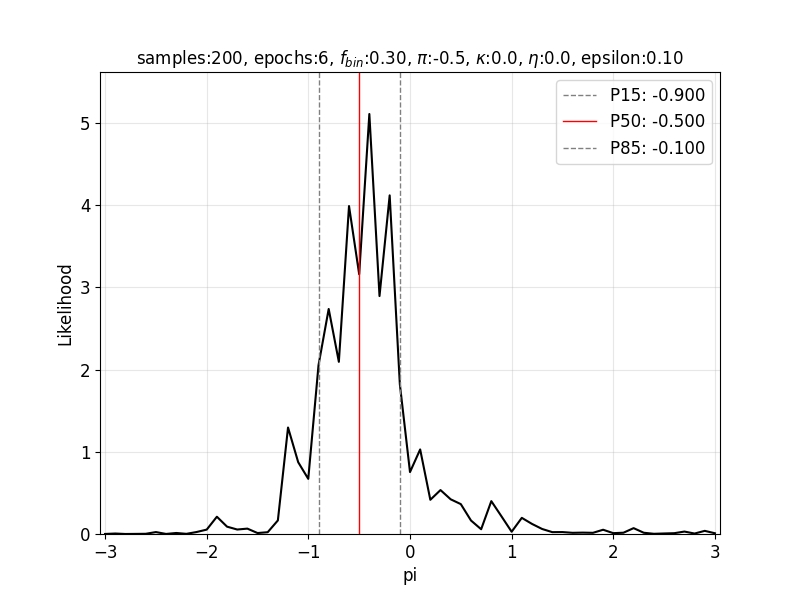 samples:200, epochs:6, f_bin:0.30, π:-0.5, κ:0.0, η:0.0, epsilon:0.10
P15: -0.900
P50: -0.500
P85: -0.100
Likelihood
5
4
3
2
1
0
−3 −2 −1 0 1 2 3
pi